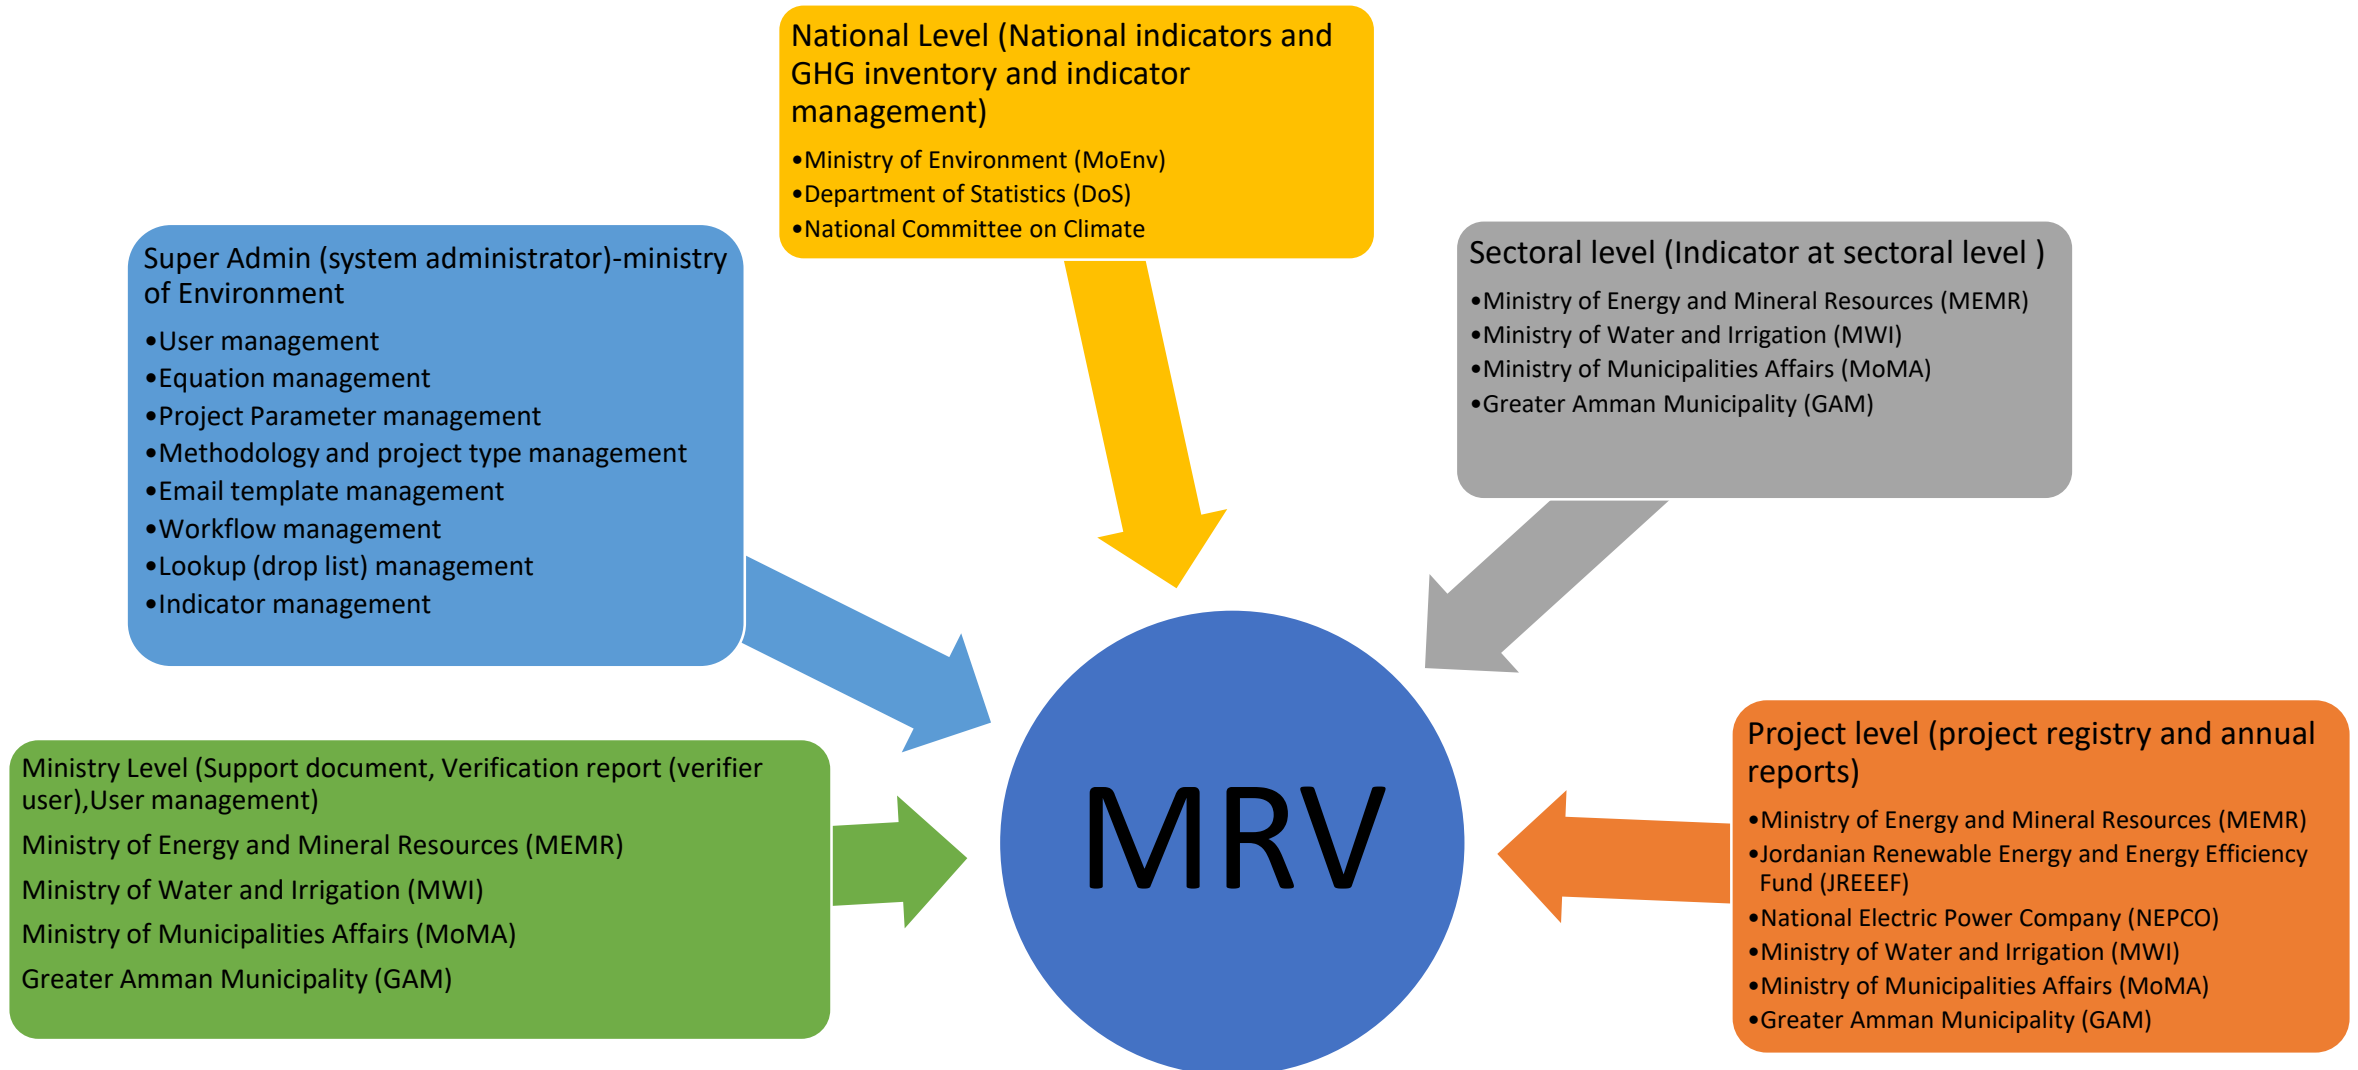 National Level (National indicators and
GHG inventory and indicator
management)
•Ministry of Environment (MoEnv)
•Department of Statistics (DoS)
•National Committee on Climate
Super Admin (system administrator)-ministry
of Environment
•User management
•Equation management
•Project Parameter management
•Methodology and project type management
•Email template management
•Workflow management
•Lookup (drop list) management
•Indicator management
Sectoral level (Indicator at sectoral level )
•Ministry of Energy and Mineral Resources (MEMR)
•Ministry of Water and Irrigation (MWI)
•Ministry of Municipalities Affairs (MoMA)
•Greater Amman Municipality (GAM)
Ministry Level (Support document, Verification report (verifier
user),User management)
Ministry of Energy and Mineral Resources (MEMR)
Ministry of Water and Irrigation (MWI)
Ministry of Municipalities Affairs (MoMA)
Greater Amman Municipality (GAM)
MRV
Project level (project registry and annual
reports)
•Ministry of Energy and Mineral Resources (MEMR)
•Jordanian Renewable Energy and Energy Efficiency
Fund (JREEEF)
•National Electric Power Company (NEPCO)
•Ministry of Water and Irrigation (MWI)
•Ministry of Municipalities Affairs (MoMA)
•Greater Amman Municipality (GAM)